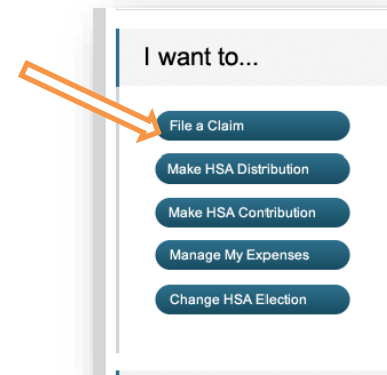 I want to...
File a Claim
Make HSA Distribution
Make HSA Contribution
Manage My Expenses
Change HSA Election